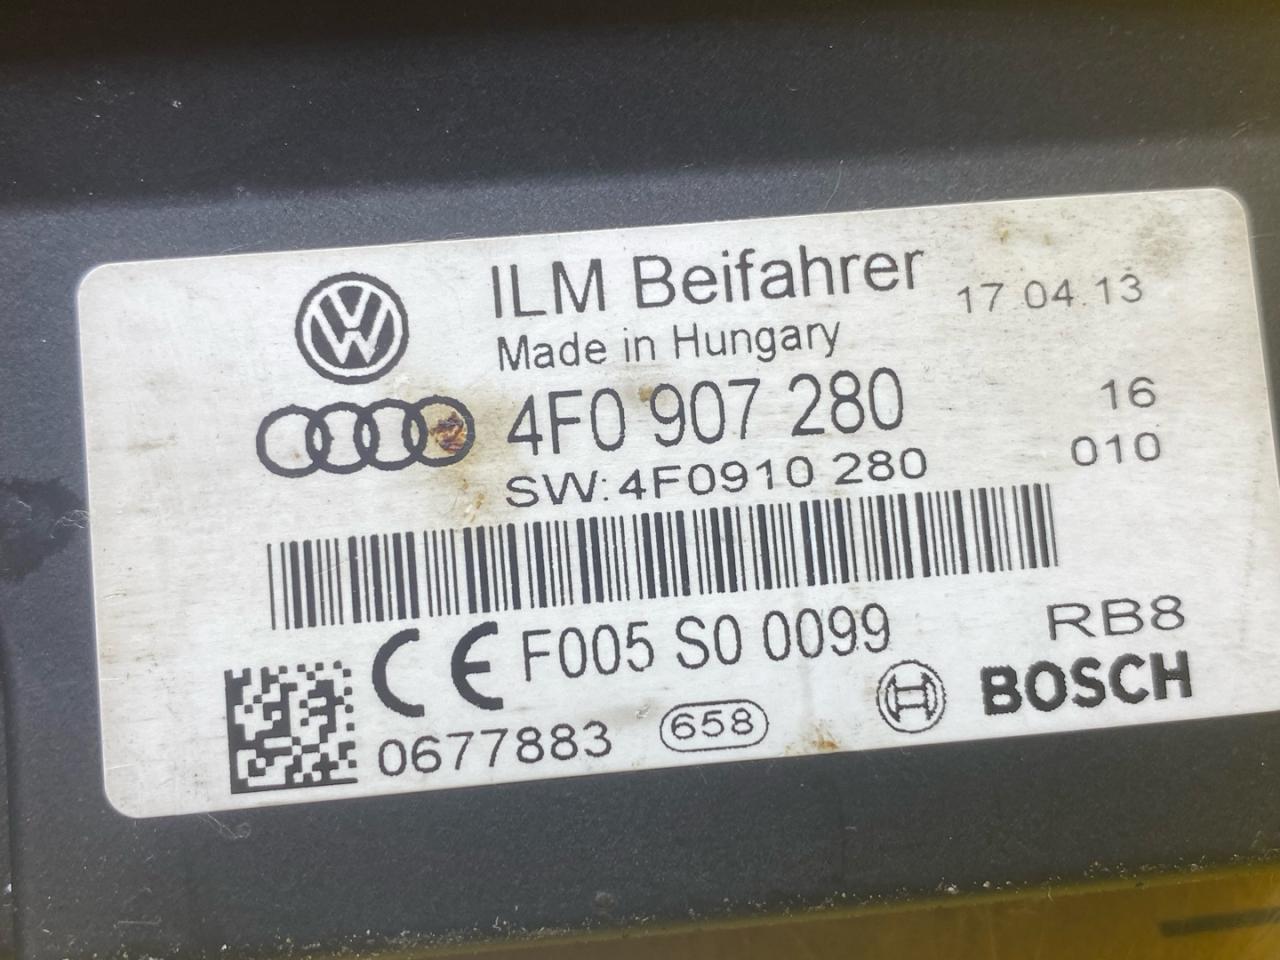 ILM Beifahrer
17 04.13
Made in Hungary
4F0 907 280
16
SW:4F0910 280
010
F005 S0 0099
RB8
0677883
658
BOSCH